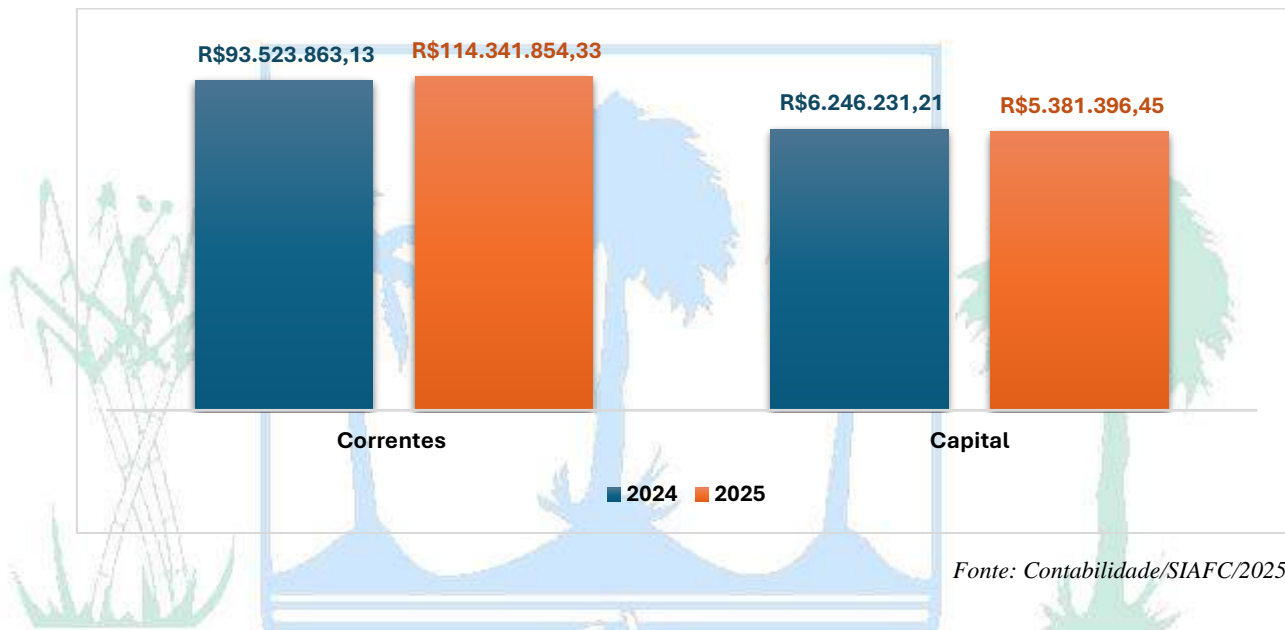 R$93.523.863,13
R$114.341.854,33
R$6.246.231,21
R$5.381.396,45
Correntes
Capital
2024 2025
Fonte: Contabilidade/SIAFC/2025